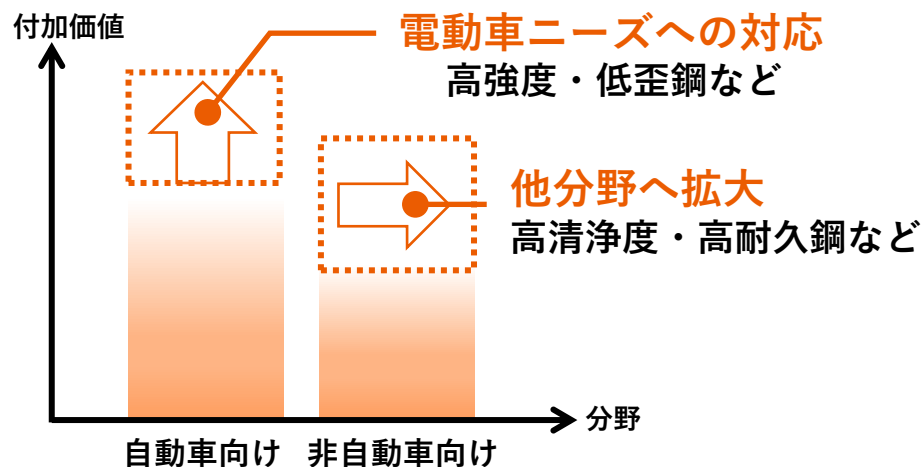 付加価値
電動車ニーズへの対応
高強度・低歪鋼など
他分野へ拡大
高清浄度・高耐久鋼など
分野
自動車向け
非自動車向け